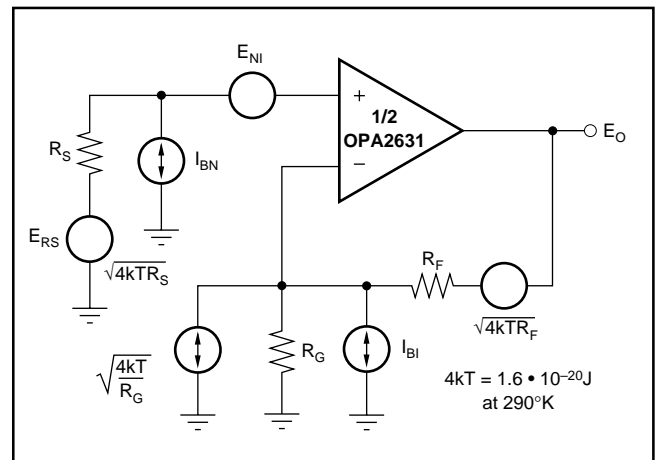 E_NI
+
1/2
OPA2631
−
E_O
R_S
I_BN
E_RS
√4kTR_S
R_F
√4kTR_F
√4kT/R_G
R_G
I_BI
4kT = 1.6 • 10^–20J
at 290°K